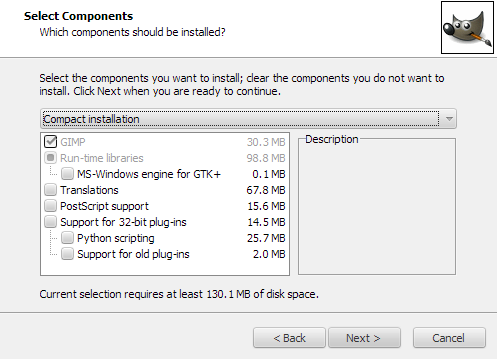 Select Components
Which components should be installed?
Select the components you want to install; clear the components you do not want to
install. Click Next when you are ready to continue.
Compact installation
GIMP 30.3 MB
Run-time libraries 98.8 MB
MS-Windows engine for GTK+ 0.1 MB
Translations 67.8 MB
PostScript support 15.6 MB
Support for 32-bit plug-ins 14.5 MB
Python scripting 25.7 MB
Support for old plug-ins 2.0 MB
Description
Current selection requires at least 130.1 MB of disk space.
< Back
Next >
Cancel